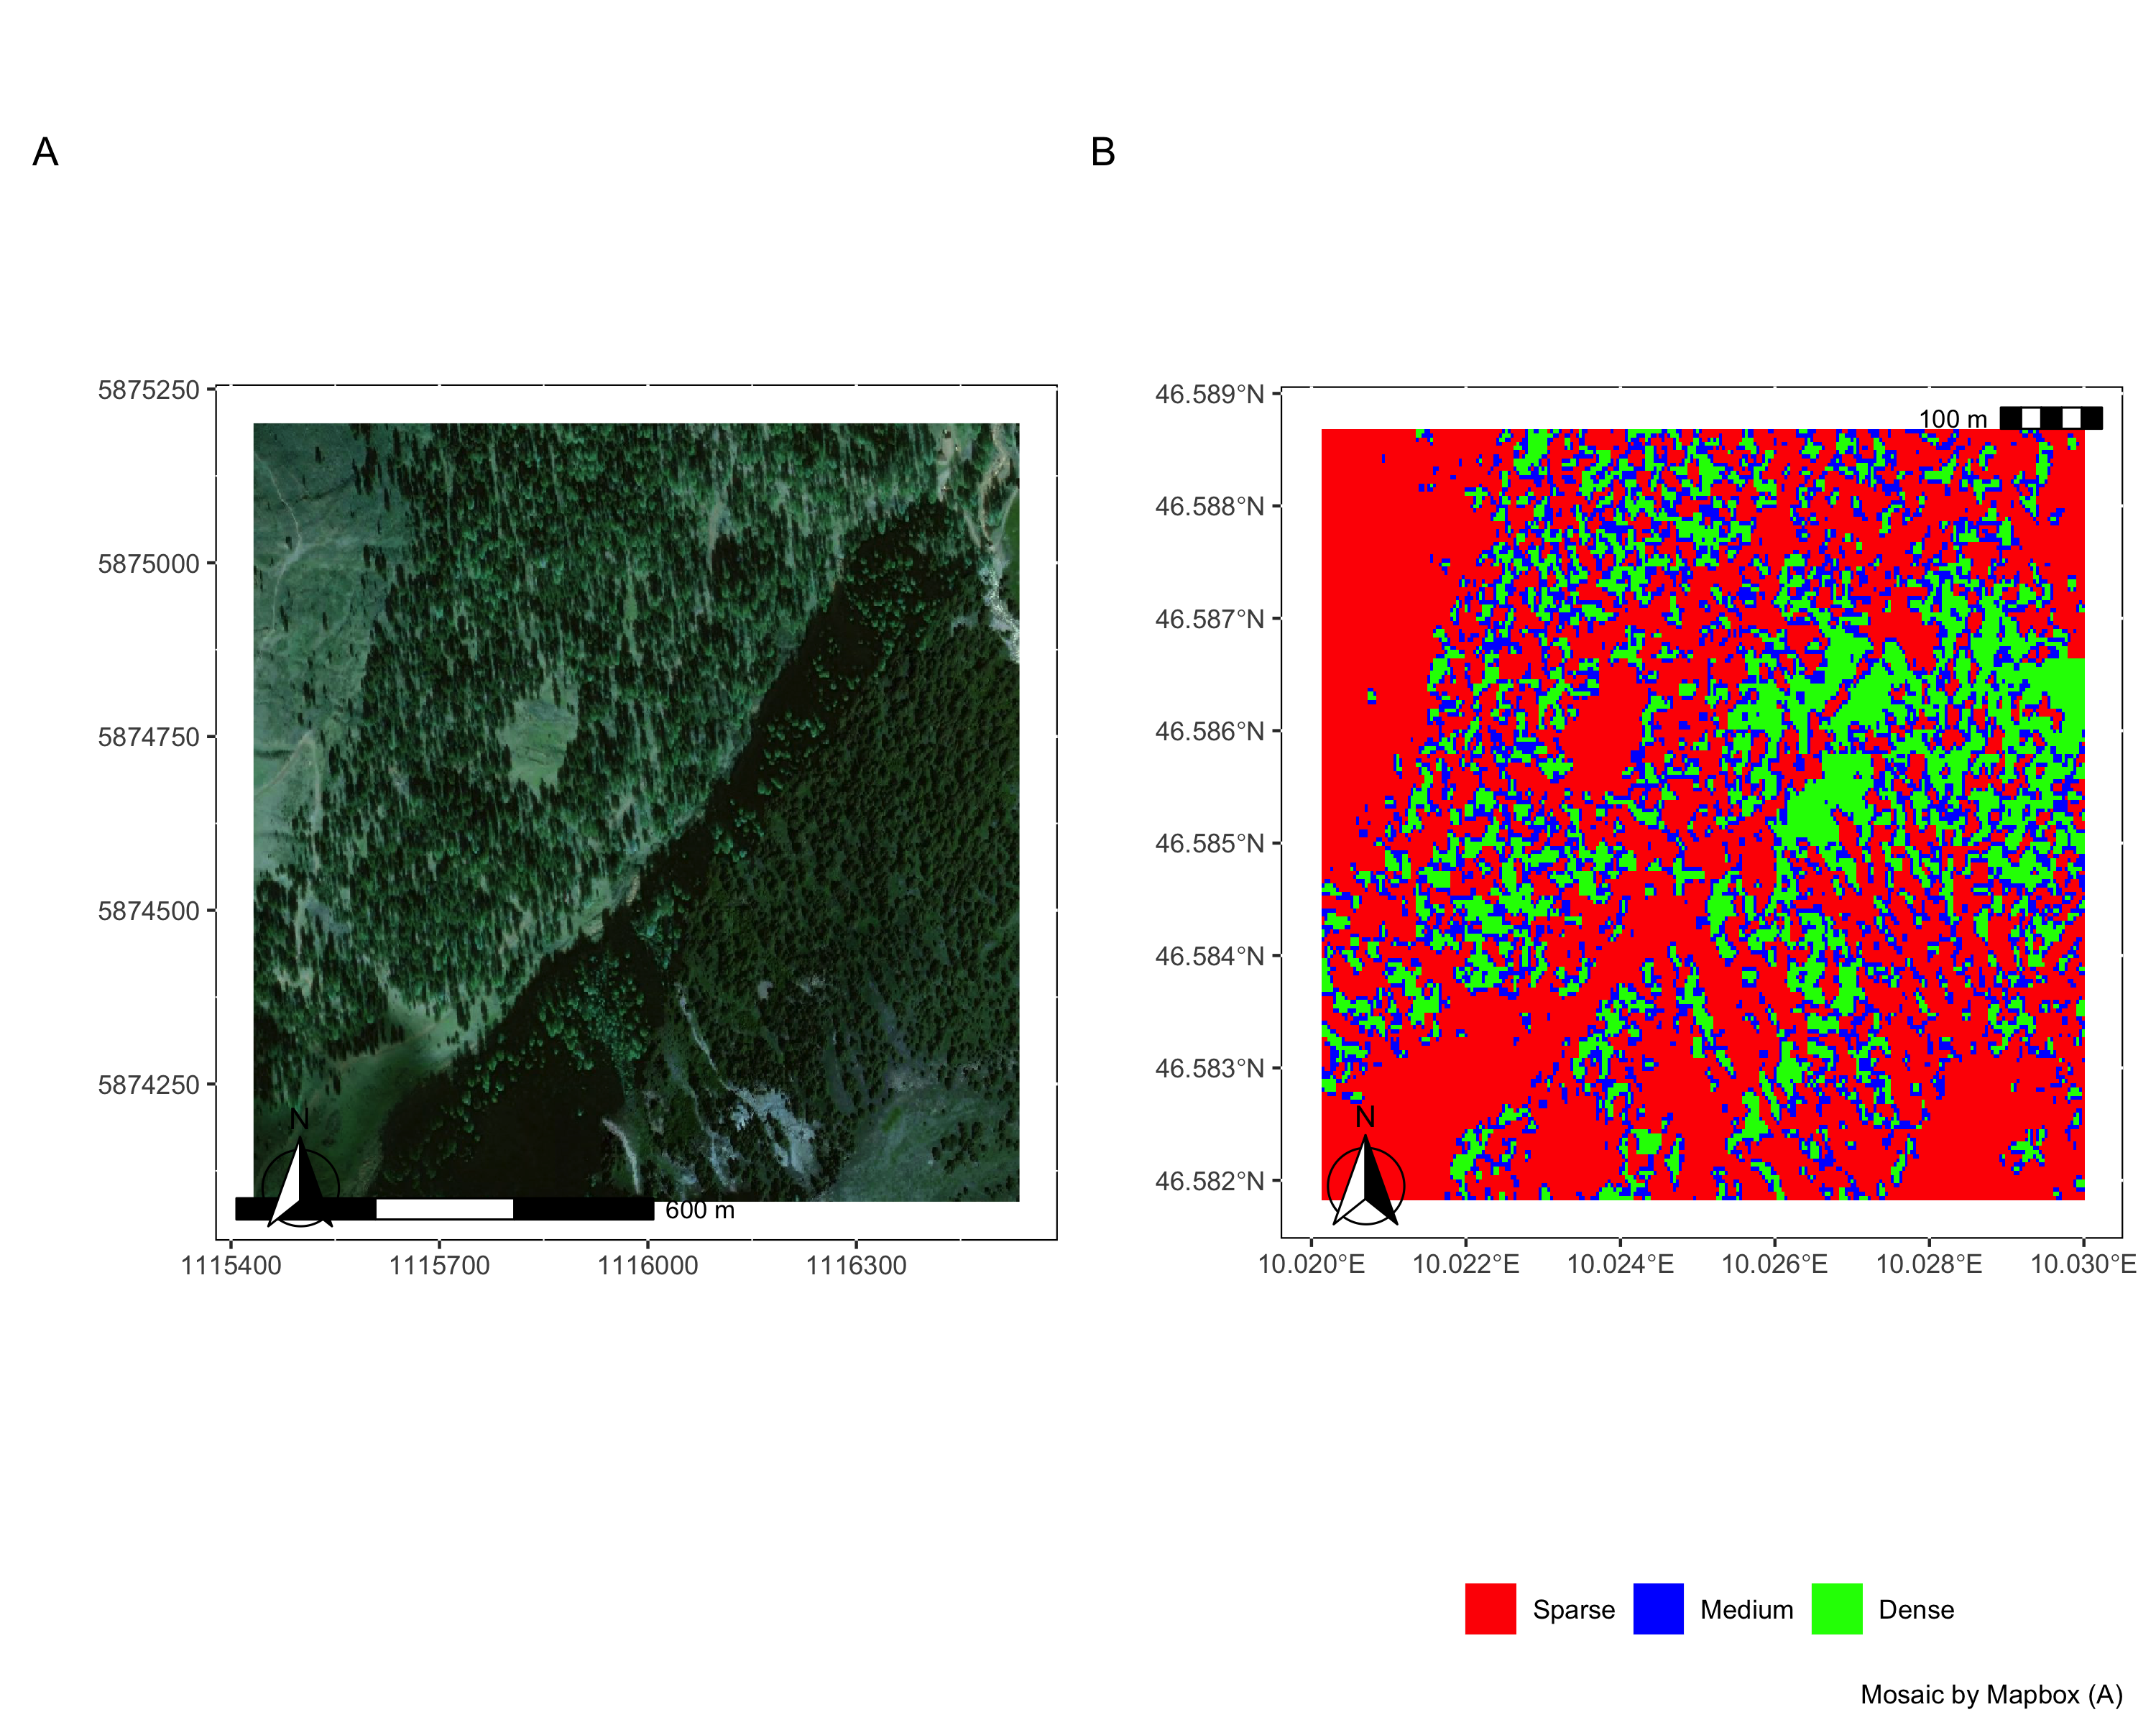 A
B
5875250
5875000
5874750
5874500
5874250
N
600 m
1115400 1115700 1116000 1116300
100 m
46.589°N
46.588°N
46.587°N
46.586°N
46.585°N
46.584°N
46.583°N
46.582°N
N
10.020°E 10.022°E 10.024°E 10.026°E 10.028°E 10.030°E
Sparse Medium Dense
Mosaic by Mapbox (A)